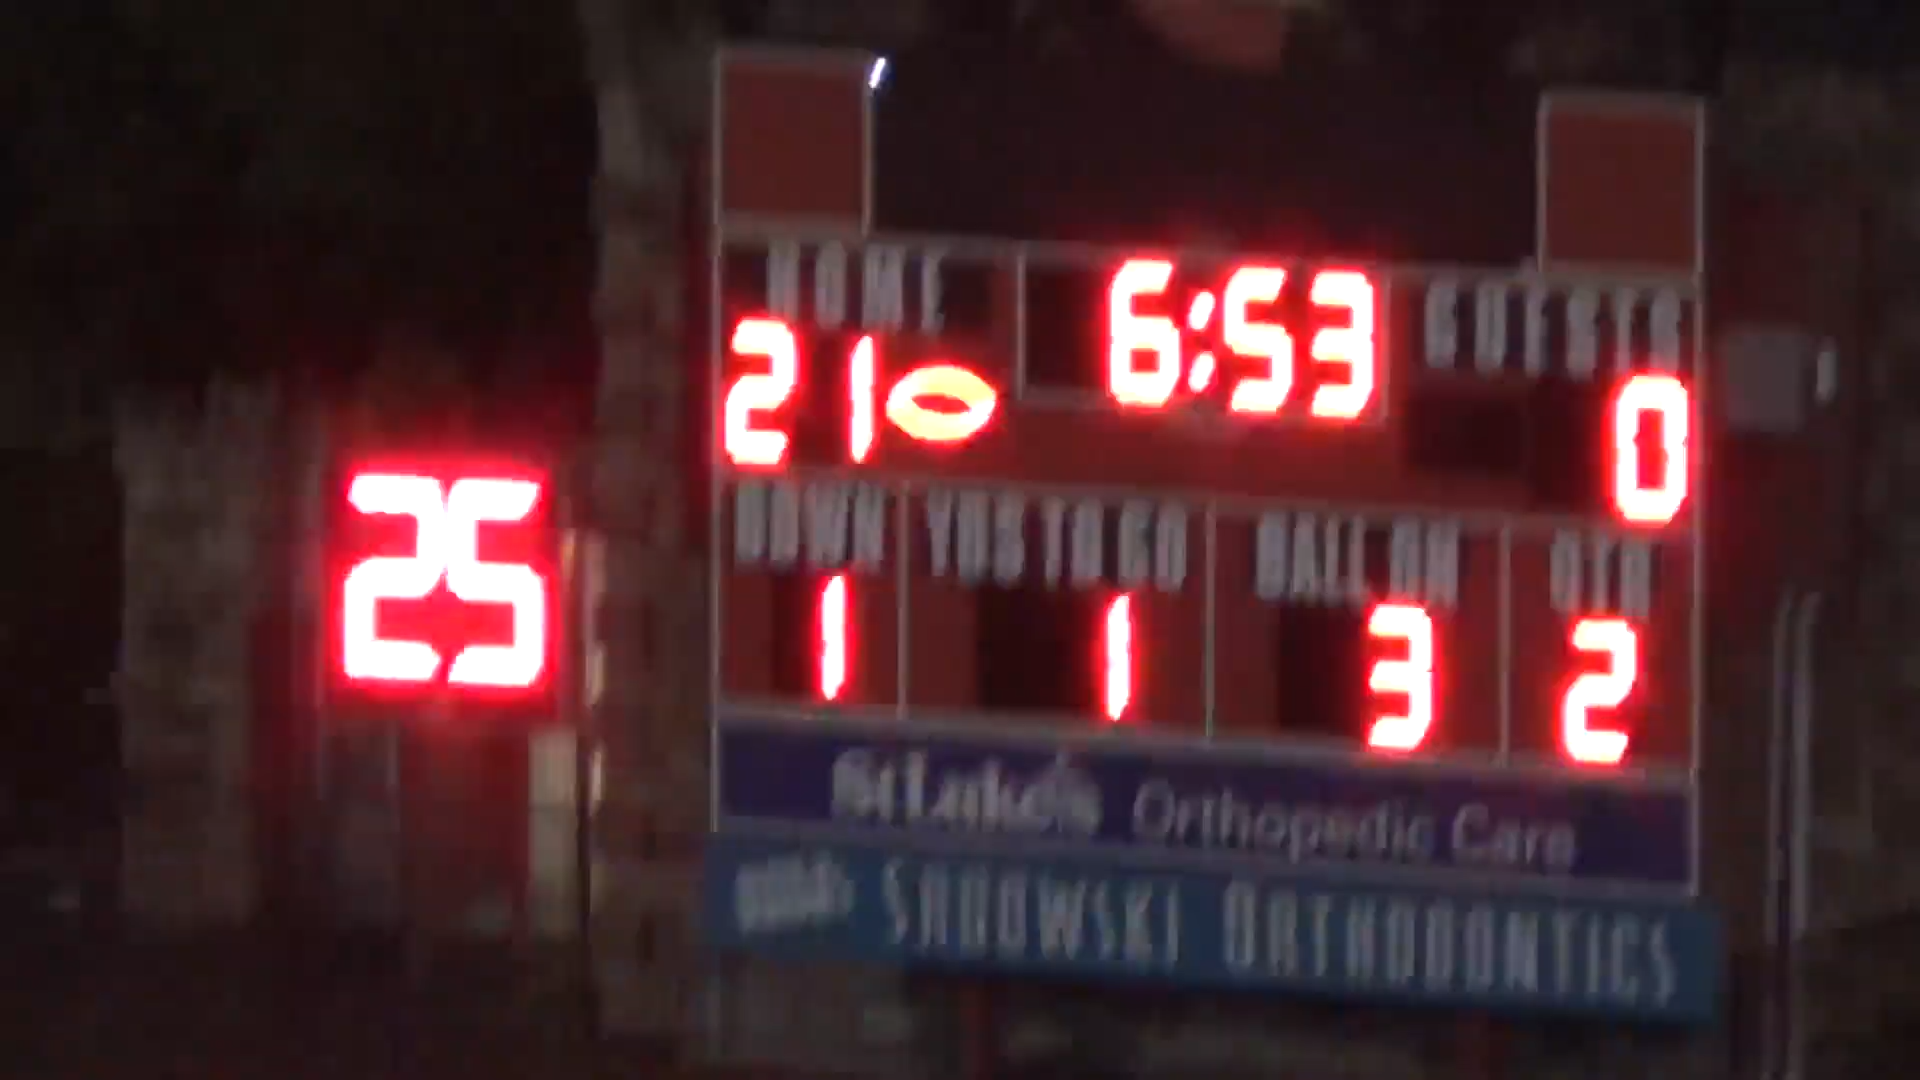 HOME 6:53 GUESTS
21 0
25
DOWN YDS TO GO BALL ON QTR
1 1 3 2
St Luke's Orthopedic Care
SADOWSKI ORTHODONTICS